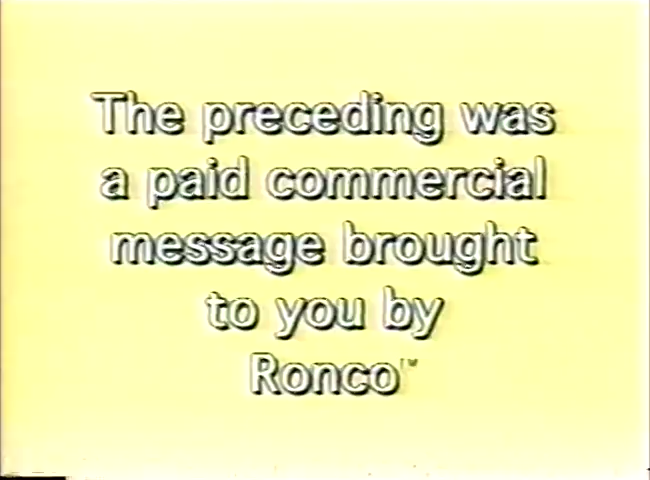 The preceding was
a paid commercial
message brought
to you by
Ronco™